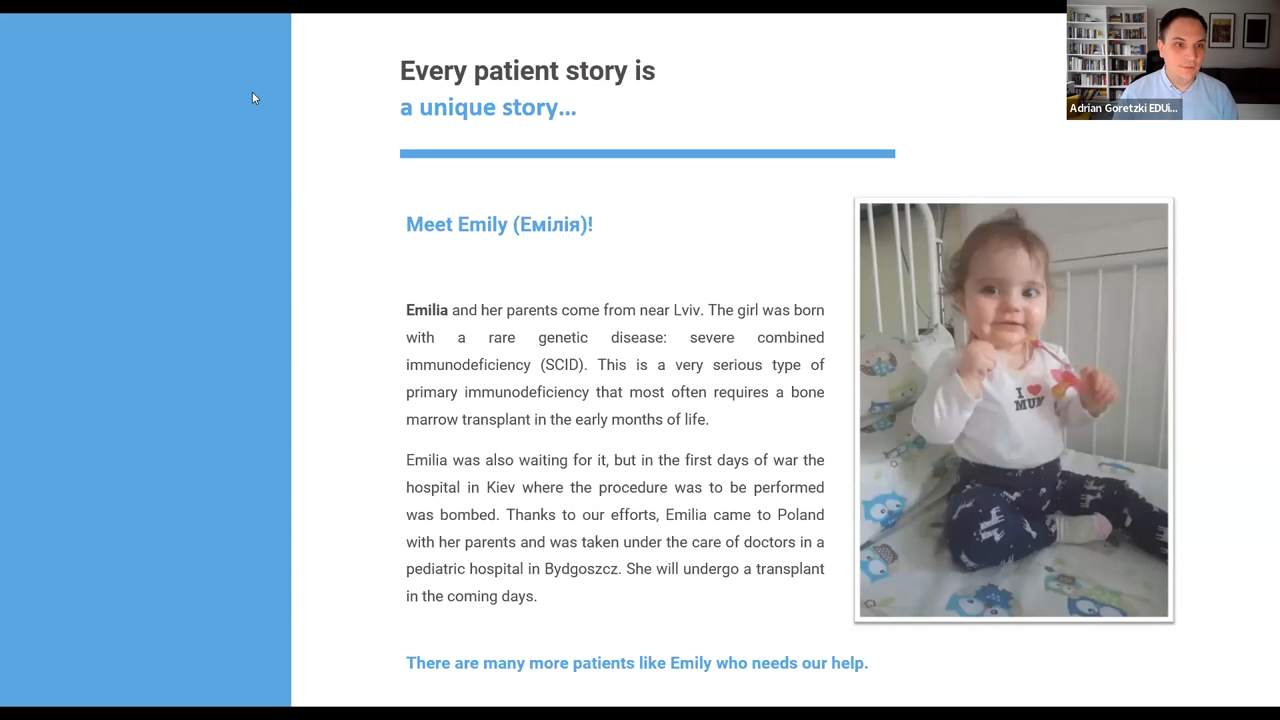 Every patient story is
a unique story...
Adrian Goretzki EDUi...
Meet Emily (Емілія)!
Emilia and her parents come from near Lviv. The girl was born
with a rare genetic disease: severe combined
immunodeficiency (SCID). This is a very serious type of
primary immunodeficiency that most often requires a bone
marrow transplant in the early months of life.
Emilia was also waiting for it, but in the first days of war the
hospital in Kiev where the procedure was to be performed
was bombed. Thanks to our efforts, Emilia came to Poland
with her parents and was taken under the care of doctors in a
pediatric hospital in Bydgoszcz. She will undergo a transplant
in the coming days.
I
MUM
There are many more patients like Emily who needs our help.